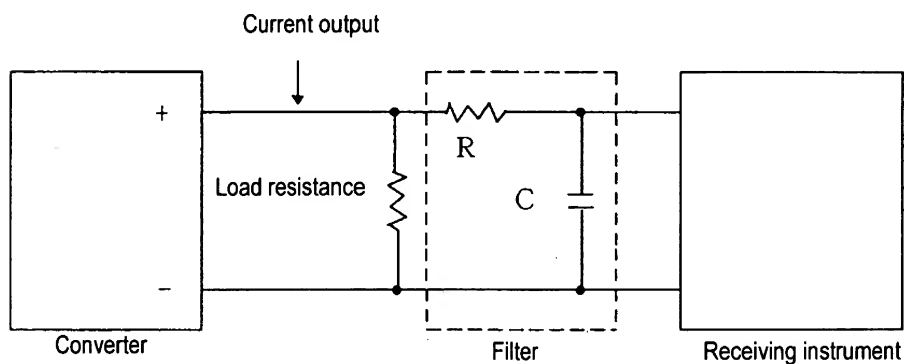 Current output
+
R
Load resistance
C
−
Converter
Filter
Receiving instrument